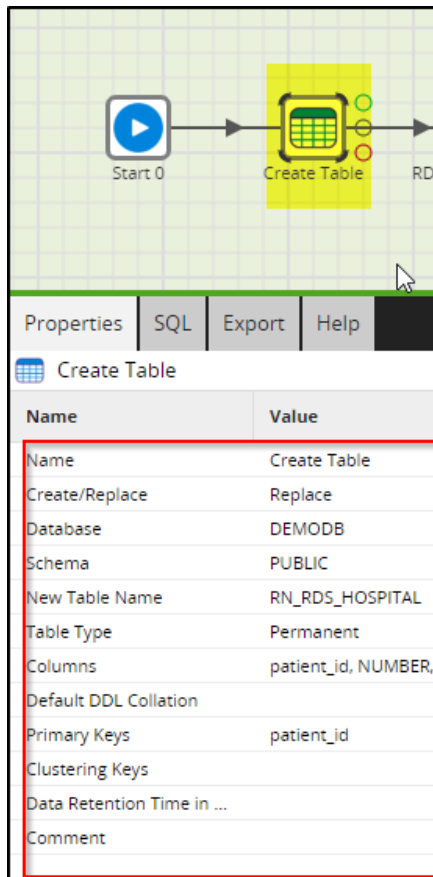 Start 0
Create Table
RD
Properties SQL Export Help
Create Table
Name Value
Name Create Table
Create/Replace Replace
Database DEMODB
Schema PUBLIC
New Table Name RN_RDS_HOSPITAL
Table Type Permanent
Columns patient_id, NUMBER,
Default DDL Collation
Primary Keys patient_id
Clustering Keys
Data Retention Time in ...
Comment